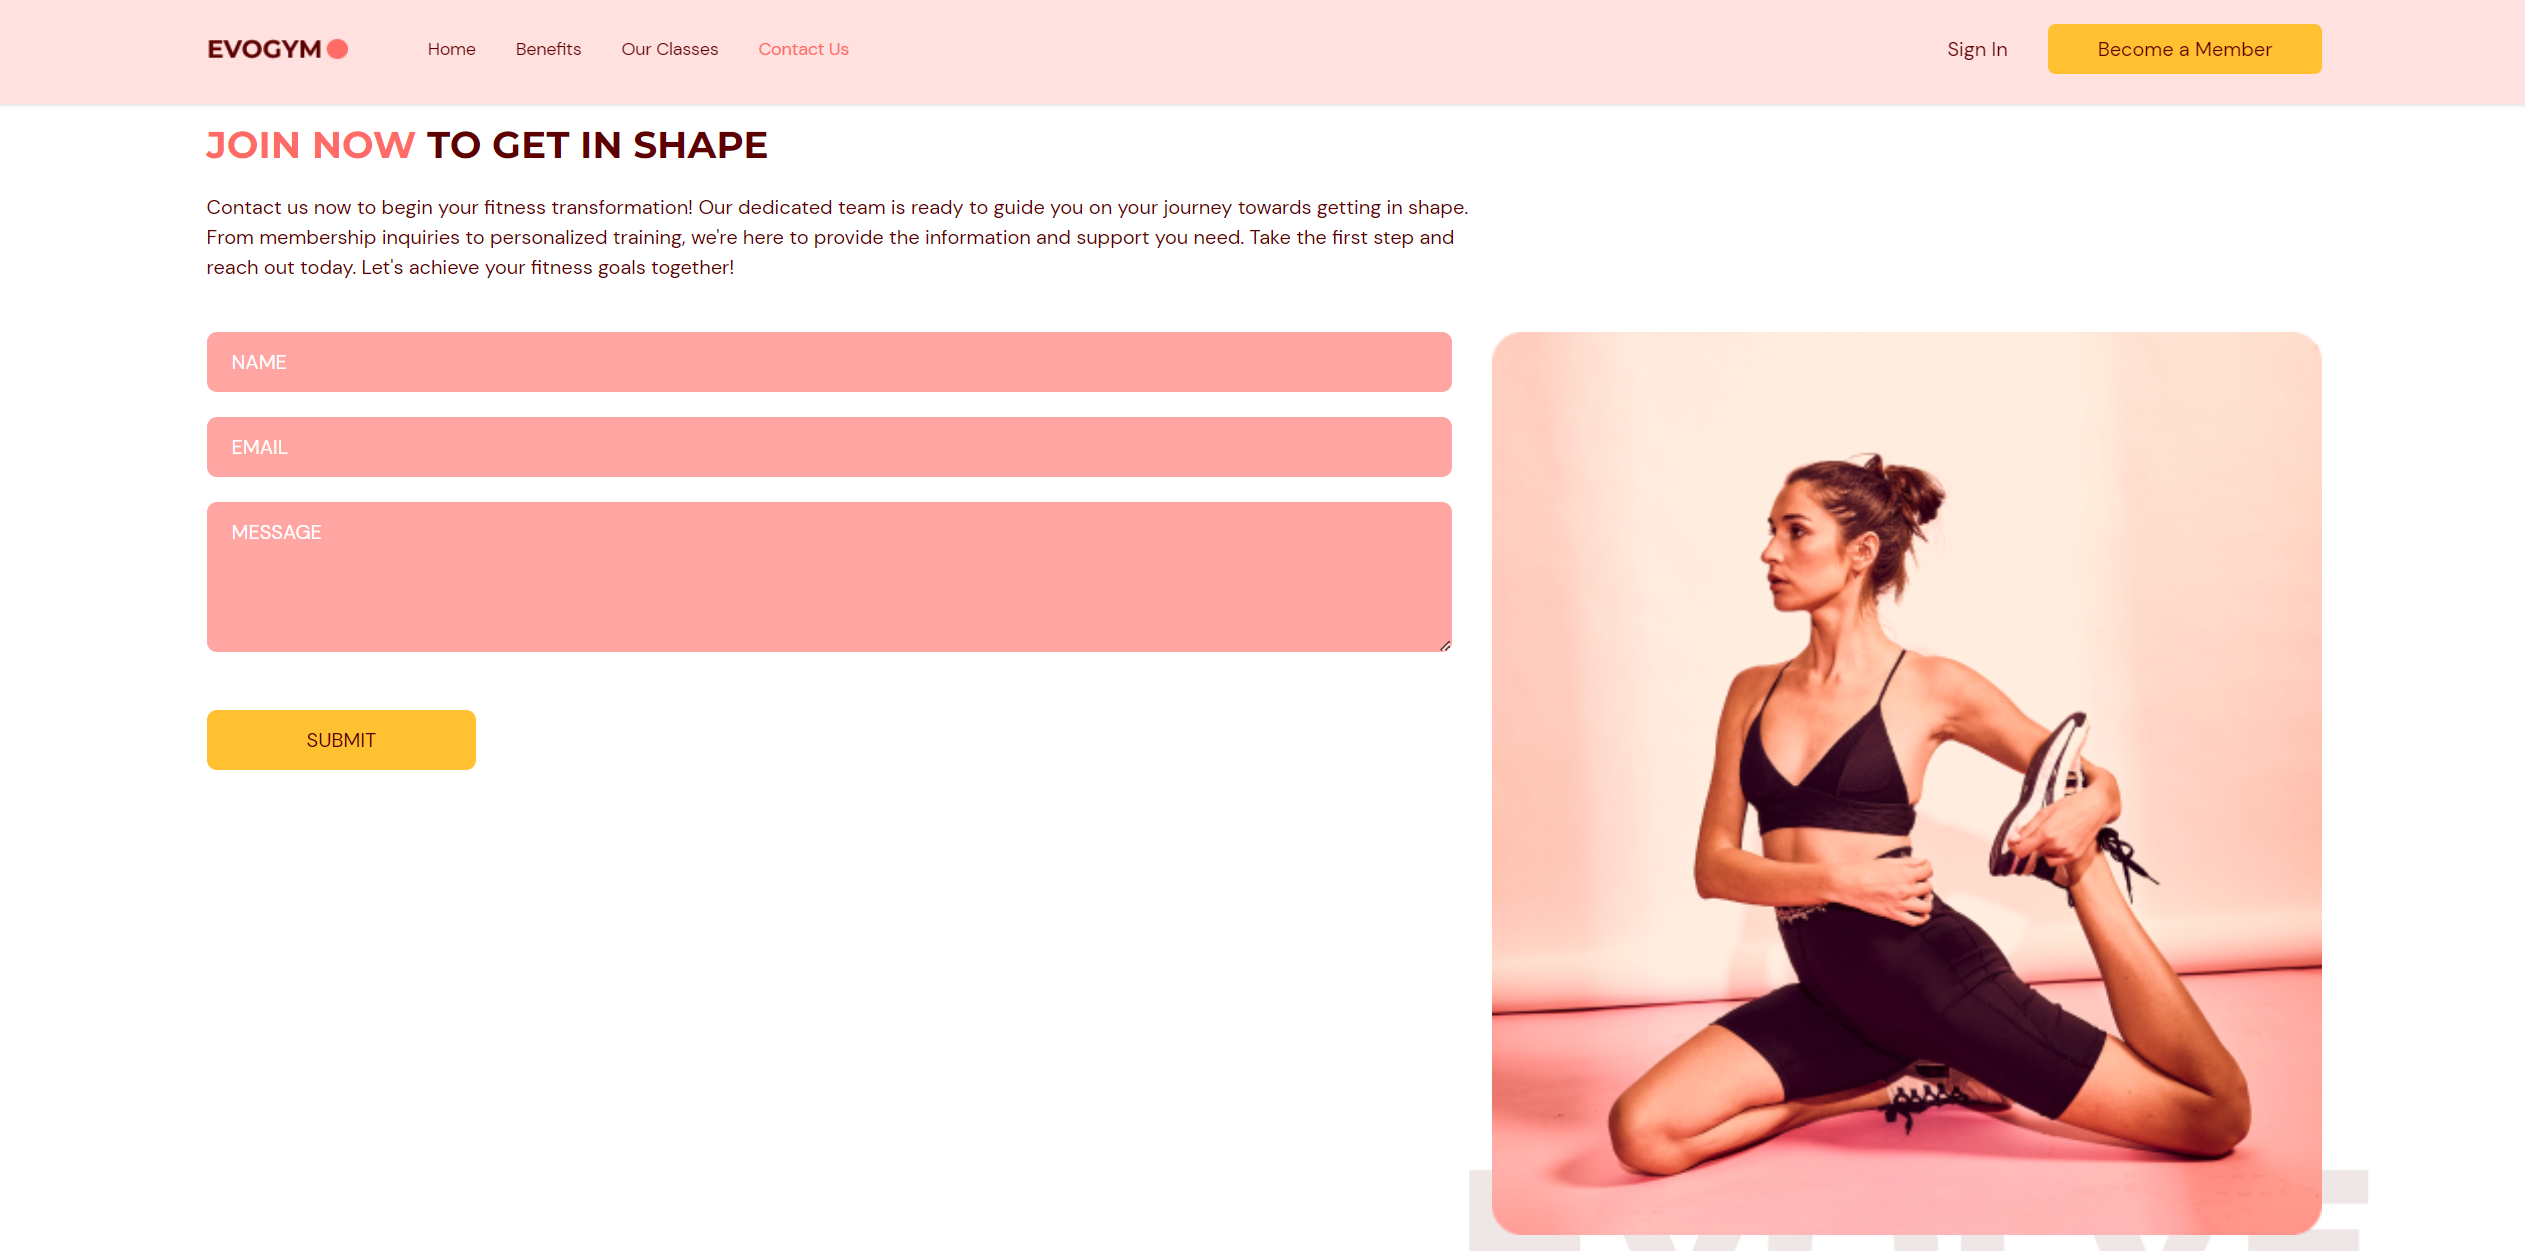 EVOGYM
Home
Benefits
Our Classes
Contact Us
Sign In
Become a Member
JOIN NOW TO GET IN SHAPE
Contact us now to begin your fitness transformation! Our dedicated team is ready to guide you on your journey towards getting in shape.
From membership inquiries to personalized training, we're here to provide the information and support you need. Take the first step and
reach out today. Let's achieve your fitness goals together!
NAME
EMAIL
MESSAGE
SUBMIT